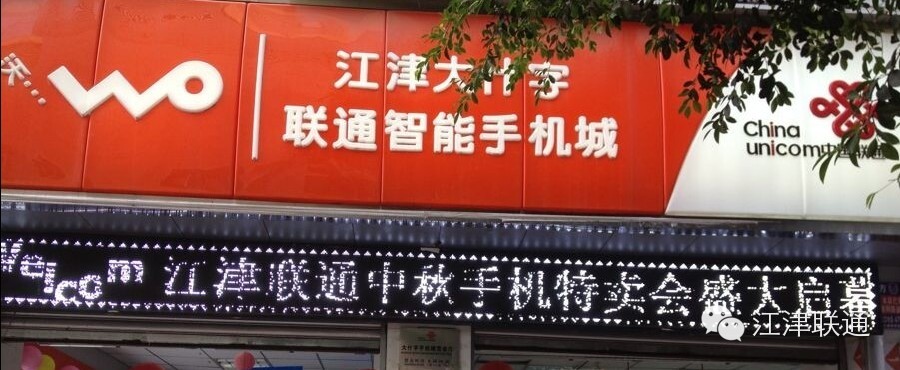 沃...
WO
江津大什字
联通智能手机城
China
unicom中国联通
Welcom 江津联通中秋手机特卖会盛大启幕
江津联通